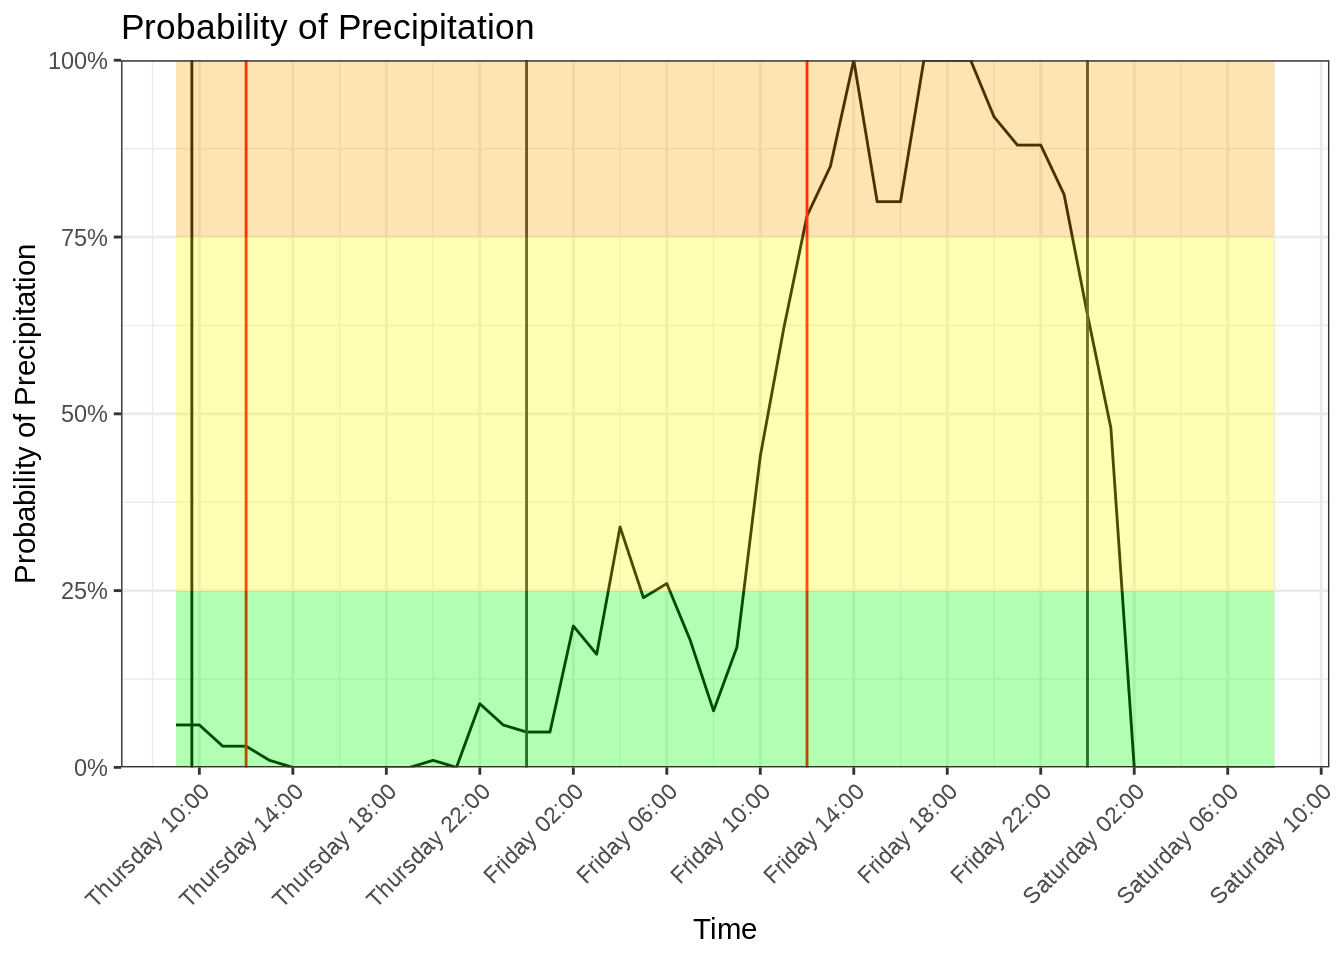 Probability of Precipitation
Probability of Precipitation
100%
75%
50%
25%
0%
Thursday 10:00
Thursday 14:00
Thursday 18:00
Thursday 22:00
Friday 02:00
Friday 06:00
Friday 10:00
Friday 14:00
Friday 18:00
Friday 22:00
Saturday 02:00
Saturday 06:00
Saturday 10:00
Time